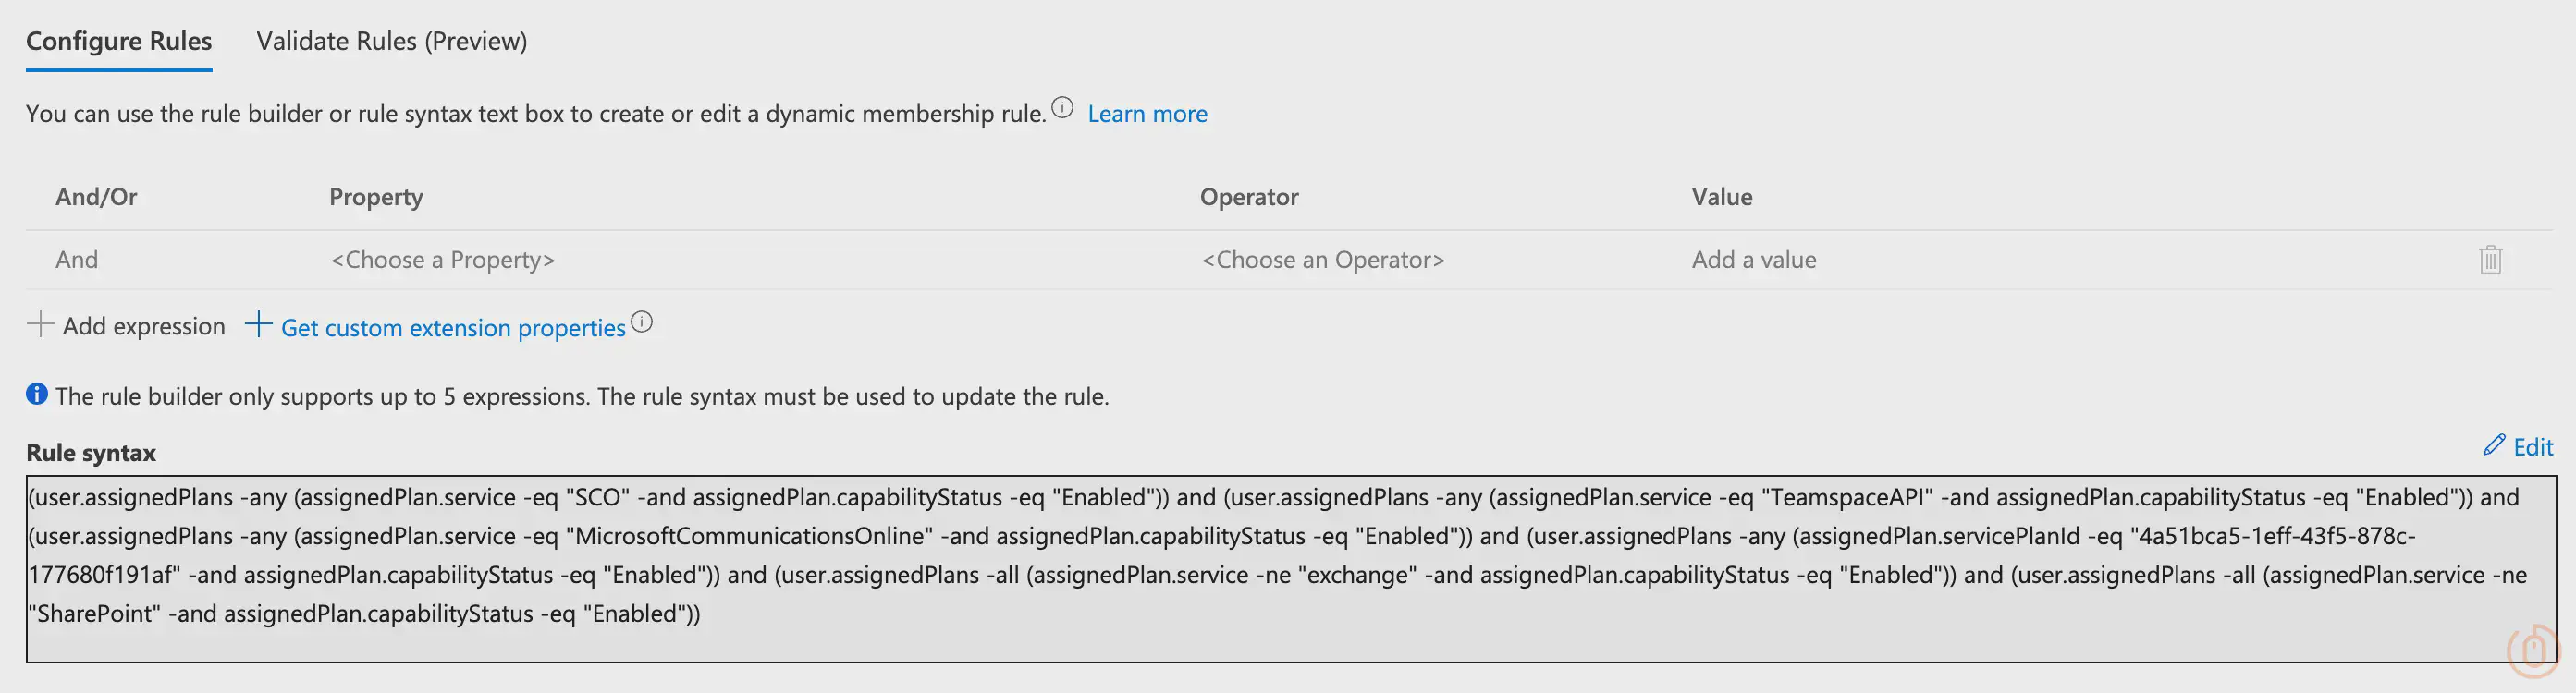 Configure Rules Validate Rules (Preview)
You can use the rule builder or rule syntax text box to create or edit a dynamic membership rule. Learn more
And/Or Property Operator Value
And <Choose a Property> <Choose an Operator> Add a value
Add expression Get custom extension properties
The rule builder only supports up to 5 expressions. The rule syntax must be used to update the rule.
Rule syntax Edit
(user.assignedPlans -any (assignedPlan.service -eq "SCO" -and assignedPlan.capabilityStatus -eq "Enabled")) and (user.assignedPlans -any (assignedPlan.service -eq "TeamspaceAPI" -and assignedPlan.capabilityStatus -eq "Enabled")) and
(user.assignedPlans -any (assignedPlan.service -eq "MicrosoftCommunicationsOnline" -and assignedPlan.capabilityStatus -eq "Enabled")) and (user.assignedPlans -any (assignedPlan.servicePlanId -eq "4a51bca5-1eff-43f5-878c-
177680f191af" -and assignedPlan.capabilityStatus -eq "Enabled")) and (user.assignedPlans -all (assignedPlan.service -ne "exchange" -and assignedPlan.capabilityStatus -eq "Enabled")) and (user.assignedPlans -all (assignedPlan.service -ne
"SharePoint" -and assignedPlan.capabilityStatus -eq "Enabled"))